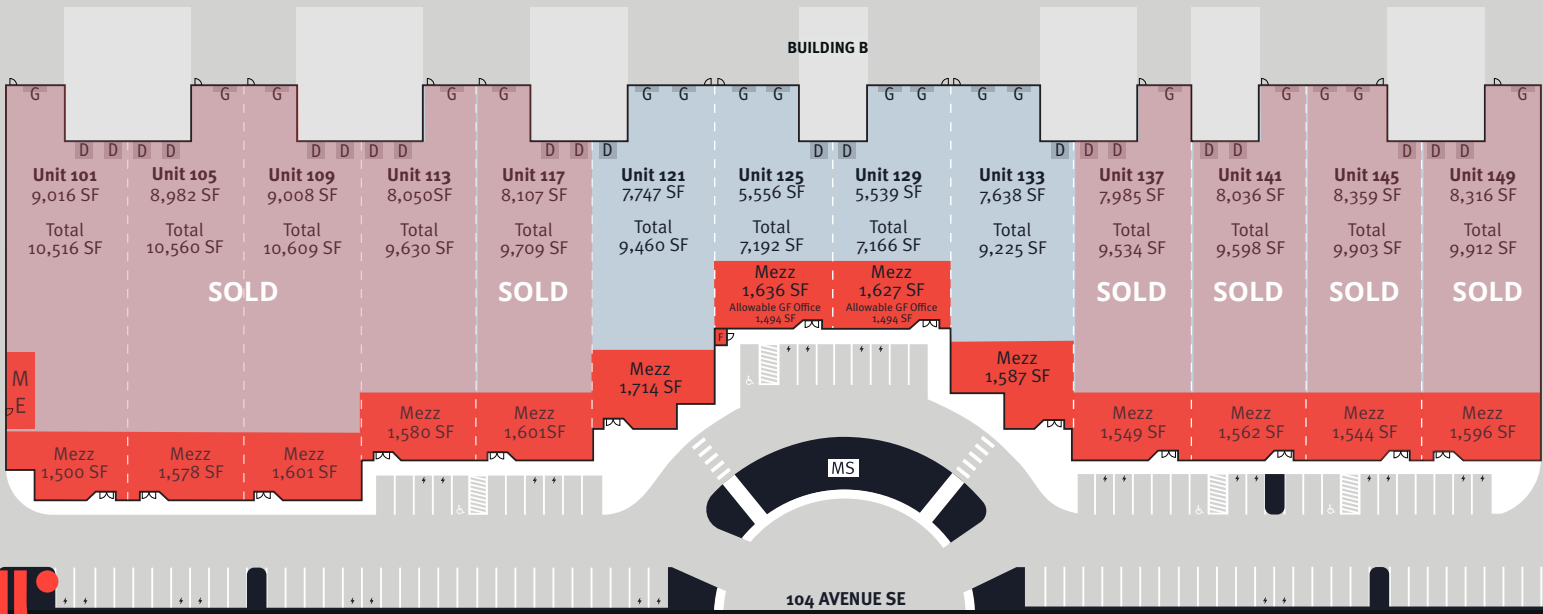 BUILDING B
G G G G G G G G G G G G G G G G G G
D D D D D D D D D D D D D D D D D D D D D
Unit 101
9,016 SF
Total
10,516 SF
Unit 105
8,982 SF
Total
10,560 SF
Unit 109
9,008 SF
Total
10,609 SF
Unit 113
8,050SF
Total
9,630 SF
Unit 117
8,107 SF
Total
9,709 SF
Unit 121
7,747 SF
Total
9,460 SF
Unit 125
5,556 SF
Total
7,192 SF
Unit 129
5,539 SF
Total
7,166 SF
Unit 133
7,638 SF
Total
9,225 SF
Unit 137
7,985 SF
Total
9,534 SF
Unit 141
8,036 SF
Total
9,598 SF
Unit 145
8,359 SF
Total
9,903 SF
Unit 149
8,316 SF
Total
9,912 SF
SOLD
SOLD
SOLD
SOLD
SOLD
SOLD
M
E
Mezz
1,500 SF
Mezz
1,578 SF
Mezz
1,601 SF
Mezz
1,580 SF
Mezz
1,601SF
Mezz
1,714 SF
Mezz
1,636 SF
Allowable GF Office
1,494 SF
Mezz
1,627 SF
Allowable GF Office
1,494 SF
F
Mezz
1,587 SF
Mezz
1,549 SF
Mezz
1,562 SF
Mezz
1,544 SF
Mezz
1,596 SF
MS
104 AVENUE SE